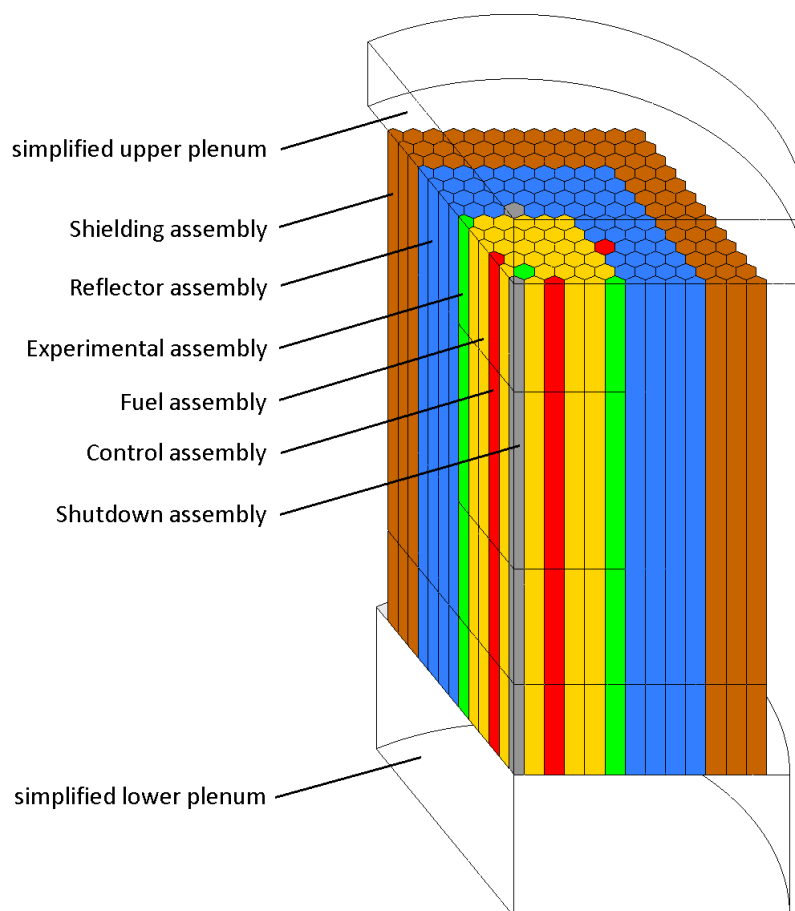 simplified upper plenum
Shielding assembly
Reflector assembly
Experimental assembly
Fuel assembly
Control assembly
Shutdown assembly
simplified lower plenum